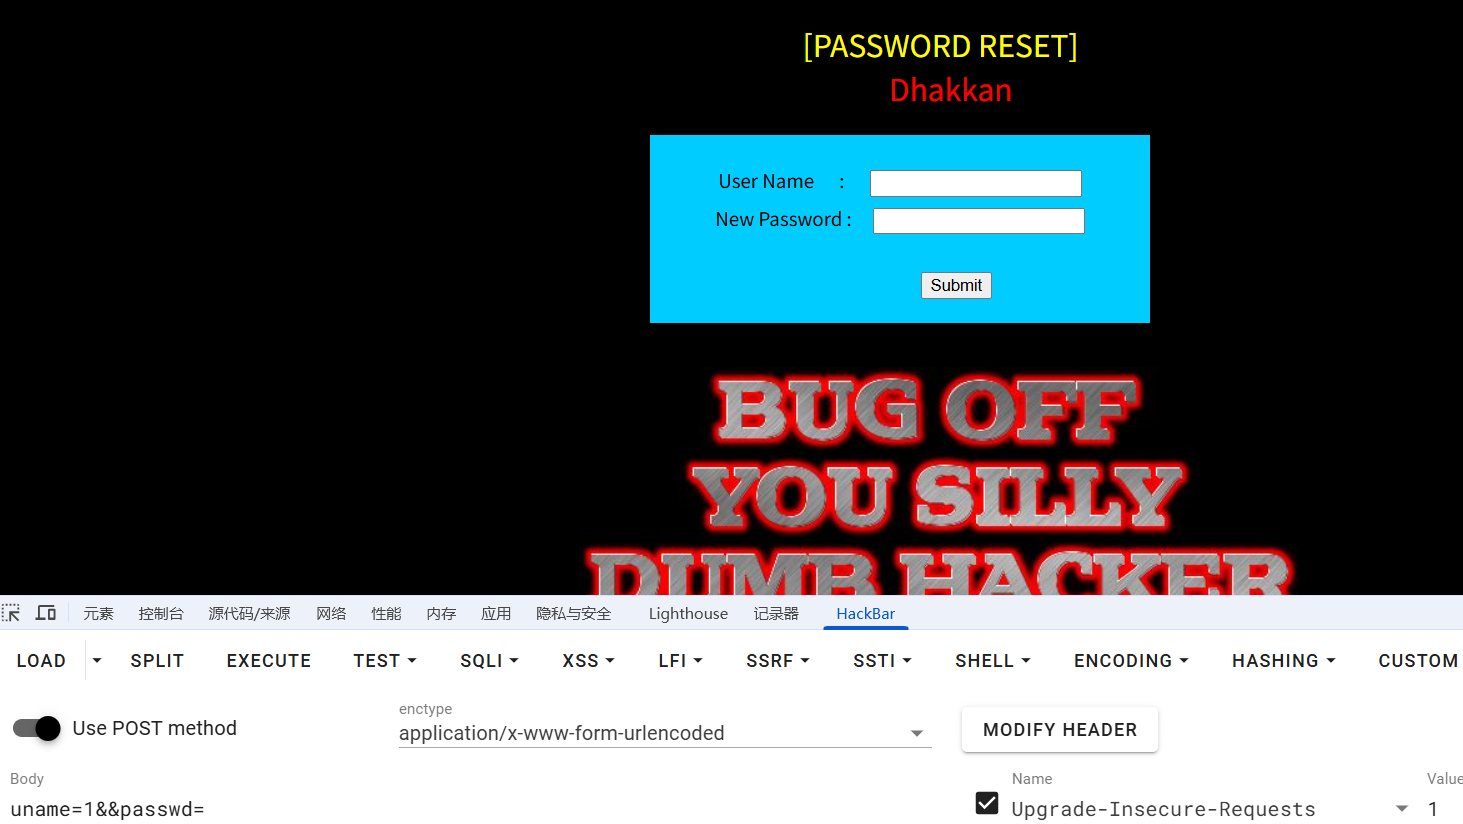 [PASSWORD RESET]
Dhakkan
User Name :
New Password :
Submit
BUG OFF
YOU SILLY
DUMB HACKER
元素 控制台 源代码/来源 网络 性能 内存 应用 隐私与安全 Lighthouse 记录器 HackBar
LOAD SPLIT EXECUTE TEST SQLI XSS LFI SSRF SSTI SHELL ENCODING HASHING CUSTOM
Use POST method
enctype
application/x-www-form-urlencoded
MODIFY HEADER
Body
uname=1&&passwd=
Name
Value
Upgrade-Insecure-Requests
1